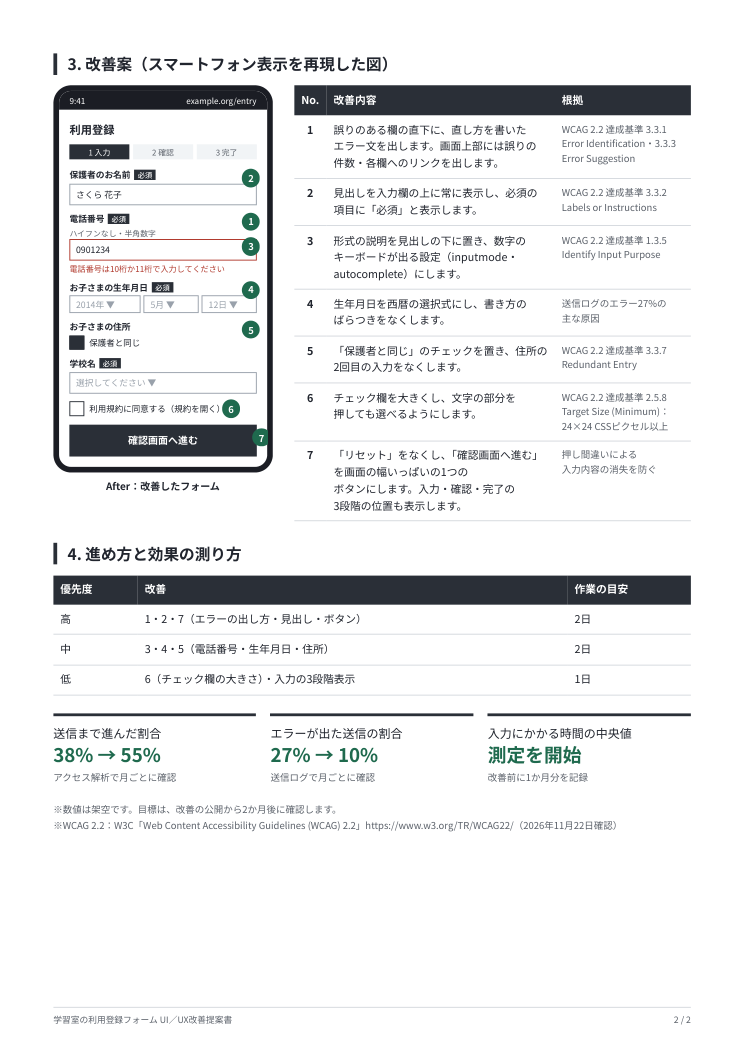 3. 改善案（スマートフォン表示を再現した図）
9:41
example.org/entry
利用登録
1 入力
2 確認
3 完了
保護者のお名前 必須
2
さくら 花子
電話番号 必須
1
ハイフンなし・半角数字
3
0901234
電話番号は10桁か11桁で入力してください
お子さまの生年月日 必須
4
2014年 ▼
5月 ▼
12日 ▼
お子さまの住所
5
保護者と同じ
学校名 必須
選択してください ▼
利用規約に同意する（規約を開く）
6
確認画面へ進む
7
After：改善したフォーム
No. 改善内容 根拠
1
誤りのある欄の直下に、直し方を書いた
エラー文を出します。画面上部には誤りの
件数・各欄へのリンクを出します。
WCAG 2.2 達成基準 3.3.1
Error Identification・3.3.3
Error Suggestion
2
見出しを入力欄の上に常に表示し、必須の
項目に「必須」と表示します。
WCAG 2.2 達成基準 3.3.2
Labels or Instructions
3
形式の説明を見出しの下に置き、数字の
キーボードが出る設定（inputmode・
autocomplete）にします。
WCAG 2.2 達成基準 1.3.5
Identify Input Purpose
4
生年月日を西暦の選択式にし、書き方の
ばらつきをなくします。
送信ログのエラー27%の
主な原因
5
「保護者と同じ」のチェックを置き、住所の
2回目の入力をなくします。
WCAG 2.2 達成基準 3.3.7
Redundant Entry
6
チェック欄を大きくし、文字の部分を
押しても選べるようにします。
WCAG 2.2 達成基準 2.5.8
Target Size (Minimum)：
24×24 CSSピクセル以上
7
「リセット」をなくし、「確認画面へ進む」
を画面の幅いっぱいの1つの
ボタンにします。入力・確認・完了の
3段階の位置も表示します。
押し間違いによる
入力内容の消失を防ぐ
4. 進め方と効果の測り方
優先度 改善 作業の目安
高 1・2・7（エラーの出し方・見出し・ボタン） 2日
中 3・4・5（電話番号・生年月日・住所） 2日
低 6（チェック欄の大きさ）・入力の3段階表示 1日
送信まで進んだ割合
38% → 55%
アクセス解析で月ごとに確認
エラーが出た送信の割合
27% → 10%
送信ログで月ごとに確認
入力にかかる時間の中央値
測定を開始
改善前に1か月分を記録
※数値は架空です。目標は、改善の公開から2か月後に確認します。
※WCAG 2.2：W3C「Web Content Accessibility Guidelines (WCAG) 2.2」https://www.w3.org/TR/WCAG22/（2026年11月22日確認）
学習室の利用登録フォーム UI／UX改善提案書
2 / 2